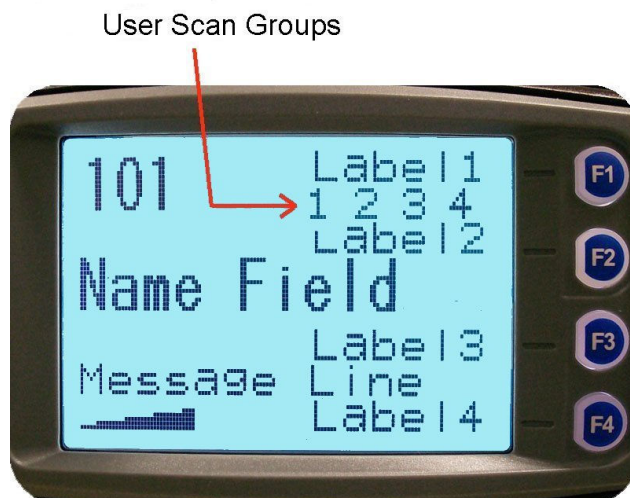 User Scan Groups
101
Label1
F1
1 2 3 4
Label2
F2
Name Field
Label3
F3
Message Line
Label4
F4